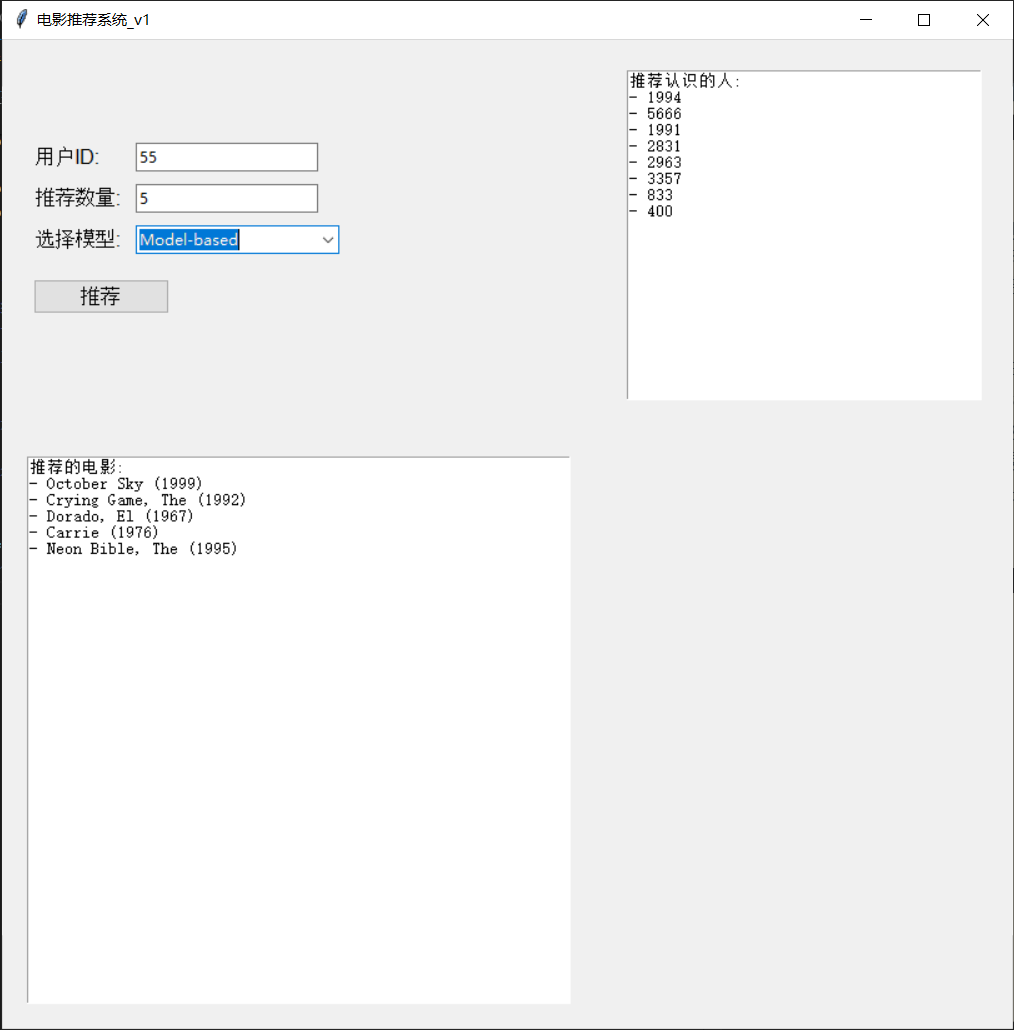 电影推荐系统_v1
用户ID: 55
推荐数量: 5
选择模型: Model-based
推荐
推荐认识的人:
- 1994
- 5666
- 1991
- 2831
- 2963
- 3357
- 833
- 400
推荐的电影:
- October Sky (1999)
- Crying Game, The (1992)
- Dorado, El (1967)
- Carrie (1976)
- Neon Bible, The (1995)